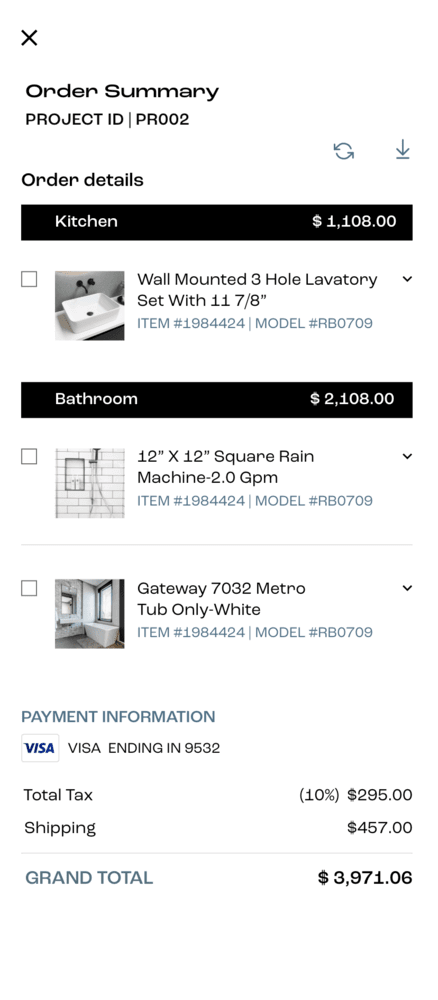 Order Summary
PROJECT ID | PR002
Order details
Kitchen $ 1,108.00
Wall Mounted 3 Hole Lavatory
Set With 11 7/8”
ITEM #1984424 | MODEL #RB0709
Bathroom $ 2,108.00
12” X 12” Square Rain
Machine-2.0 Gpm
ITEM #1984424 | MODEL #RB0709
Gateway 7032 Metro
Tub Only-White
ITEM #1984424 | MODEL #RB0709
PAYMENT INFORMATION
VISA VISA ENDING IN 9532
Total Tax (10%) $295.00
Shipping $457.00
GRAND TOTAL $ 3,971.06